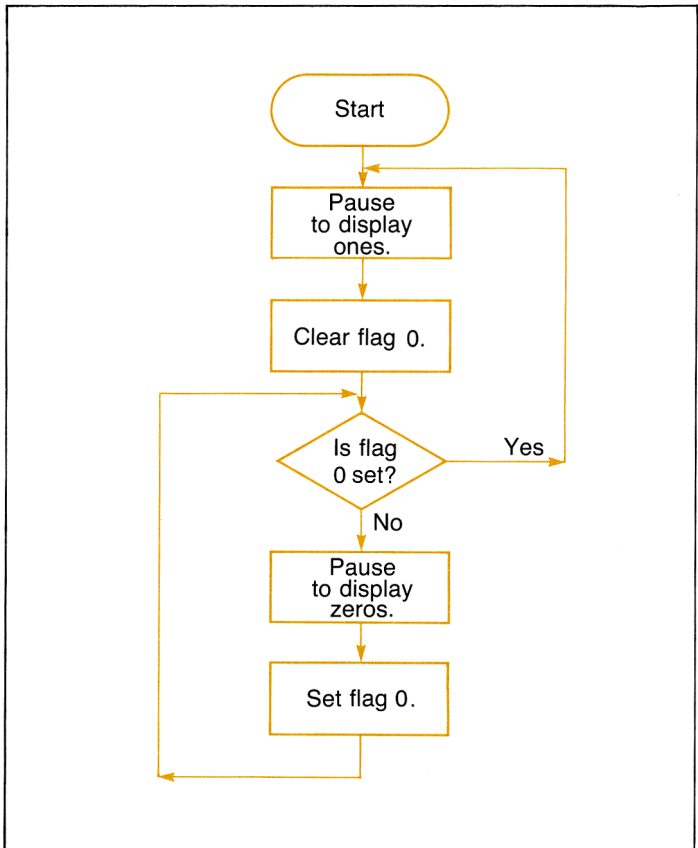 Start
Pause
to display
ones.
Clear flag 0.
Is flag
0 set?
Yes
No
Pause
to display
zeros.
Set flag 0.